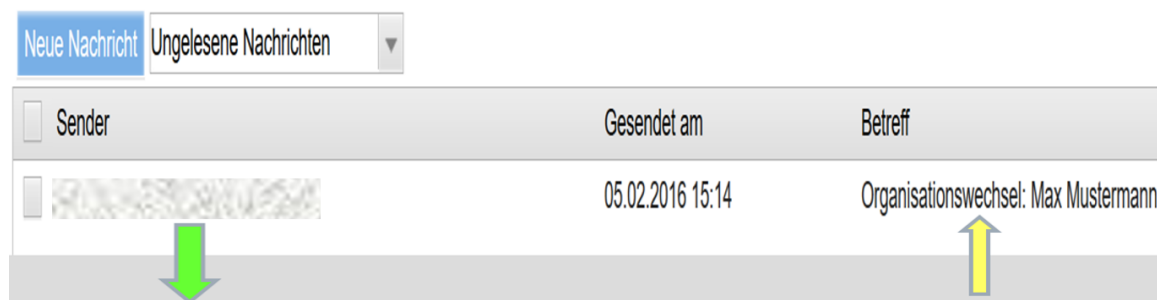 Neue Nachricht Ungelesene Nachrichten
Sender Gesendet am Betreff
05.02.2016 15:14 Organisationswechsel: Max Mustermann